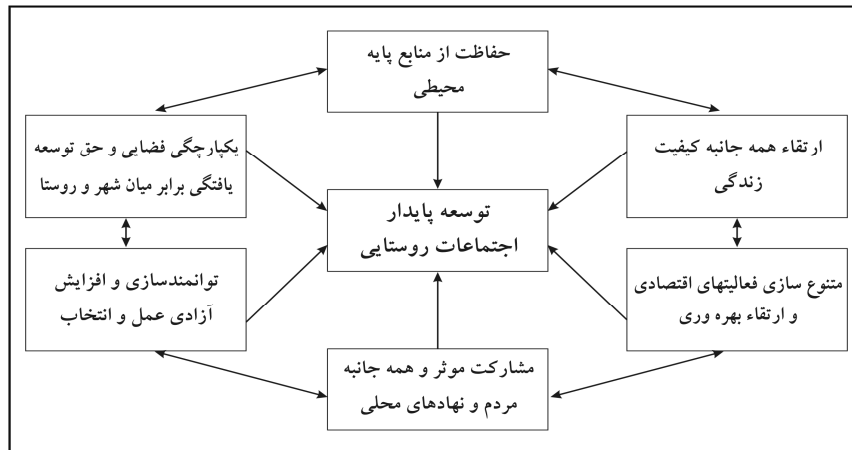 حفاظت از منابع پایه
محیطی
ارتقاء همه جانبه کیفیت
زندگی
یکپارچگی فضایی و حق توسعه
یافتگی برابر میان شهر و روستا
توسعه پایدار
اجتماعات روستایی
متنوع سازی فعالیتهای اقتصادی
و ارتقاء بهره وری
توانمندسازی و افزایش
آزادی عمل و انتخاب
مشارکت موثر و همه جانبه
مردم و نهادهای محلی